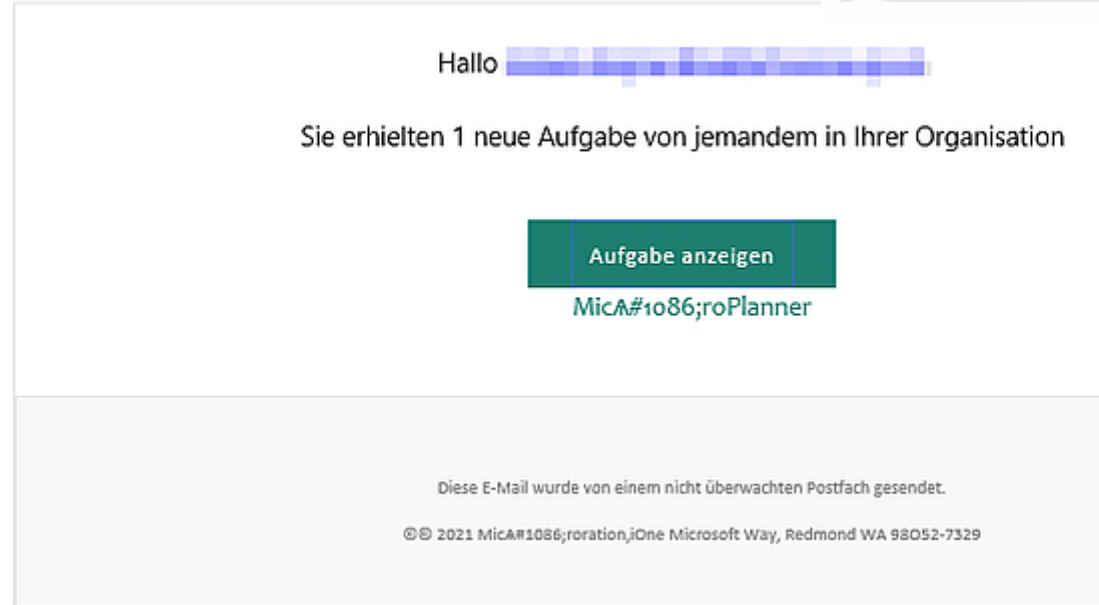 Hallo
Sie erhielten 1 neue Aufgabe von jemandem in Ihrer Organisation
Aufgabe anzeigen
MicA#1086;roPlanner
Diese E-Mail wurde von einem nicht überwachten Postfach gesendet.
©© 2021 MicA#1086;roration,iOne Microsoft Way, Redmond WA 98052-7329